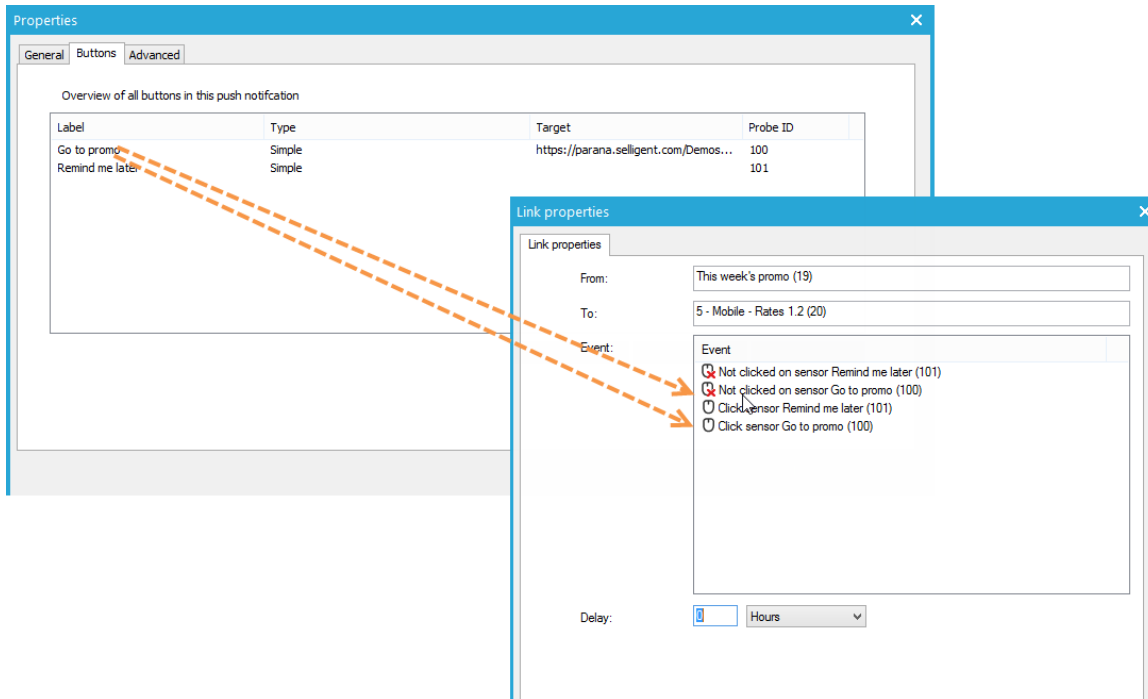 Properties
General Buttons Advanced
Overview of all buttons in this push notifcation
Label Type Target Probe ID
Go to promo Simple https://parana.selligent.com/Demos... 100
Remind me later Simple 101
Link properties
Link properties
From: This week's promo (19)
To: 5 - Mobile - Rates 1.2 (20)
Event: Event
Not clicked on sensor Remind me later (101)
Not clicked on sensor Go to promo (100)
Click sensor Remind me later (101)
Click sensor Go to promo (100)
Delay: 0 Hours